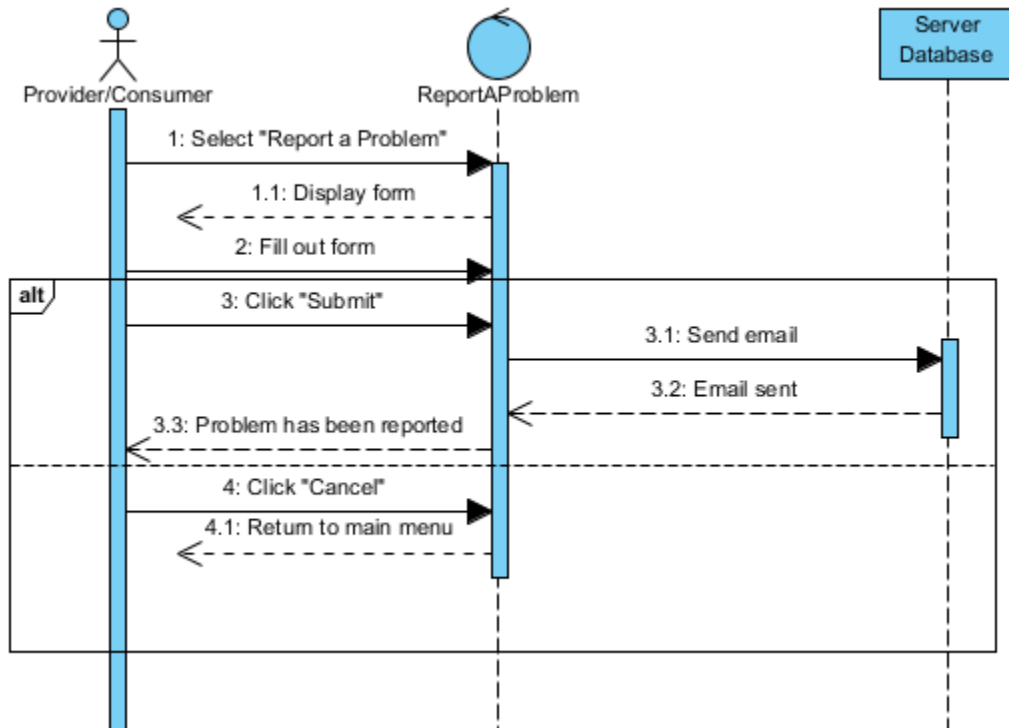 Server
Database
Provider/Consumer
ReportAProblem
1: Select "Report a Problem"
1.1: Display form
2: Fill out form
alt
3: Click "Submit"
3.1: Send email
3.2: Email sent
3.3: Problem has been reported
4: Click "Cancel"
4.1: Return to main menu